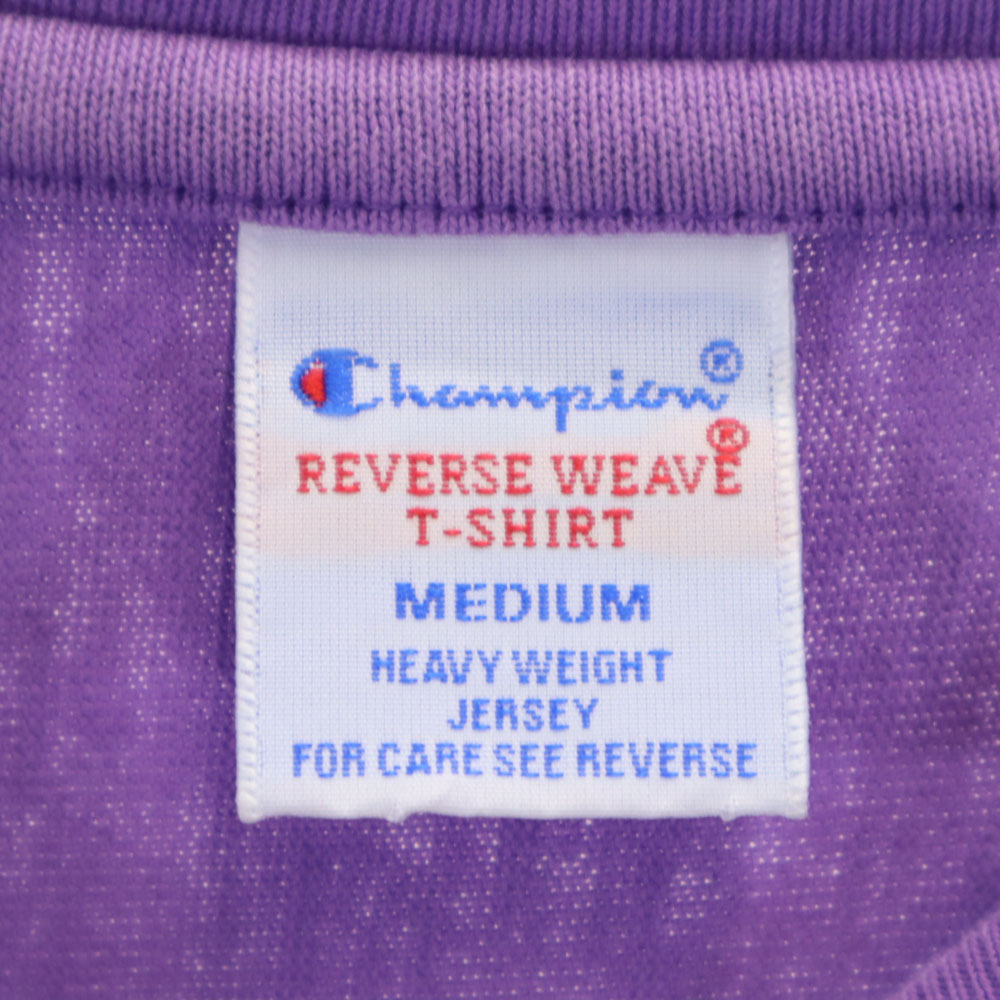 Champion®
REVERSE WEAVE®
T-SHIRT
MEDIUM
HEAVY WEIGHT
JERSEY
FOR CARE SEE REVERSE